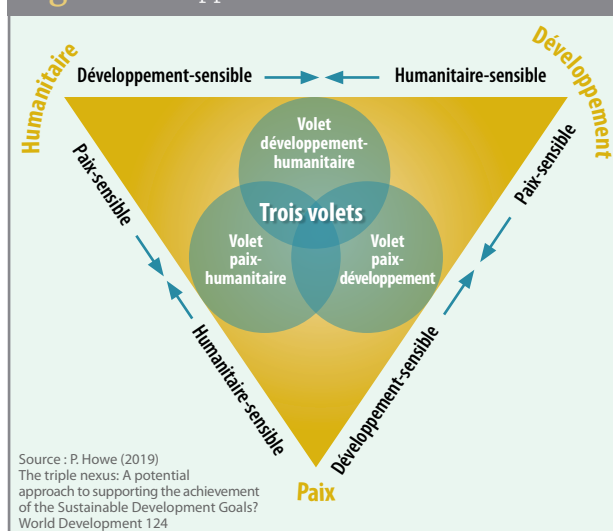 Humanitaire
Développement
Développement-sensible
Humanitaire-sensible
Paix-sensible
Paix-sensible
Volet
développement-
humanitaire
Trois volets
Volet
paix-
humanitaire
Volet
paix-
développement
Humanitaire-sensible
Développement-sensible
Paix
Source : P. Howe (2019)
The triple nexus: A potential
approach to supporting the achievement
of the Sustainable Development Goals?
World Development 124